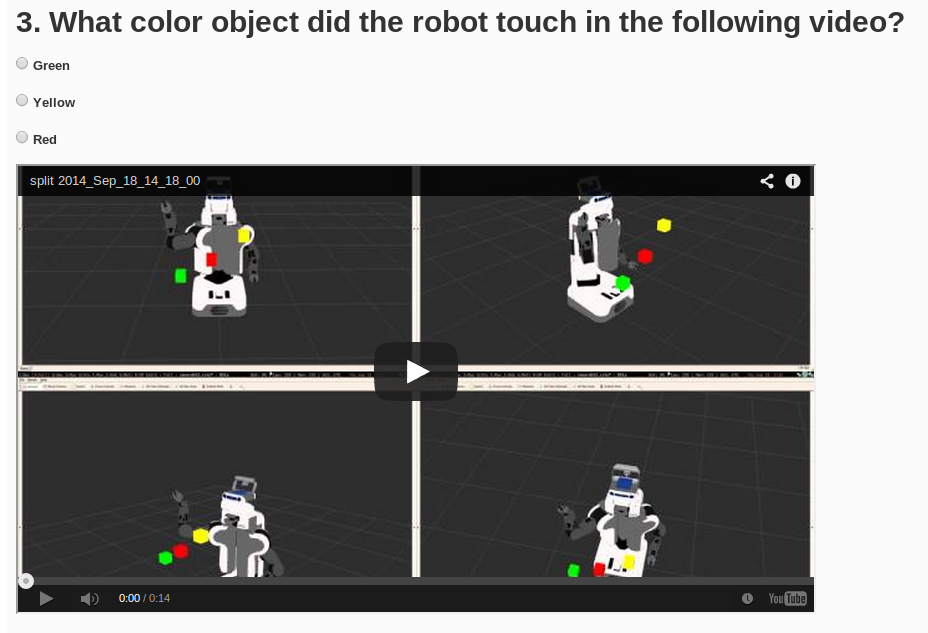 3. What color object did the robot touch in the following video?
Green
Yellow
Red
split 2014_Sep_18_14_18_00
0:00 / 0:14
YouTube